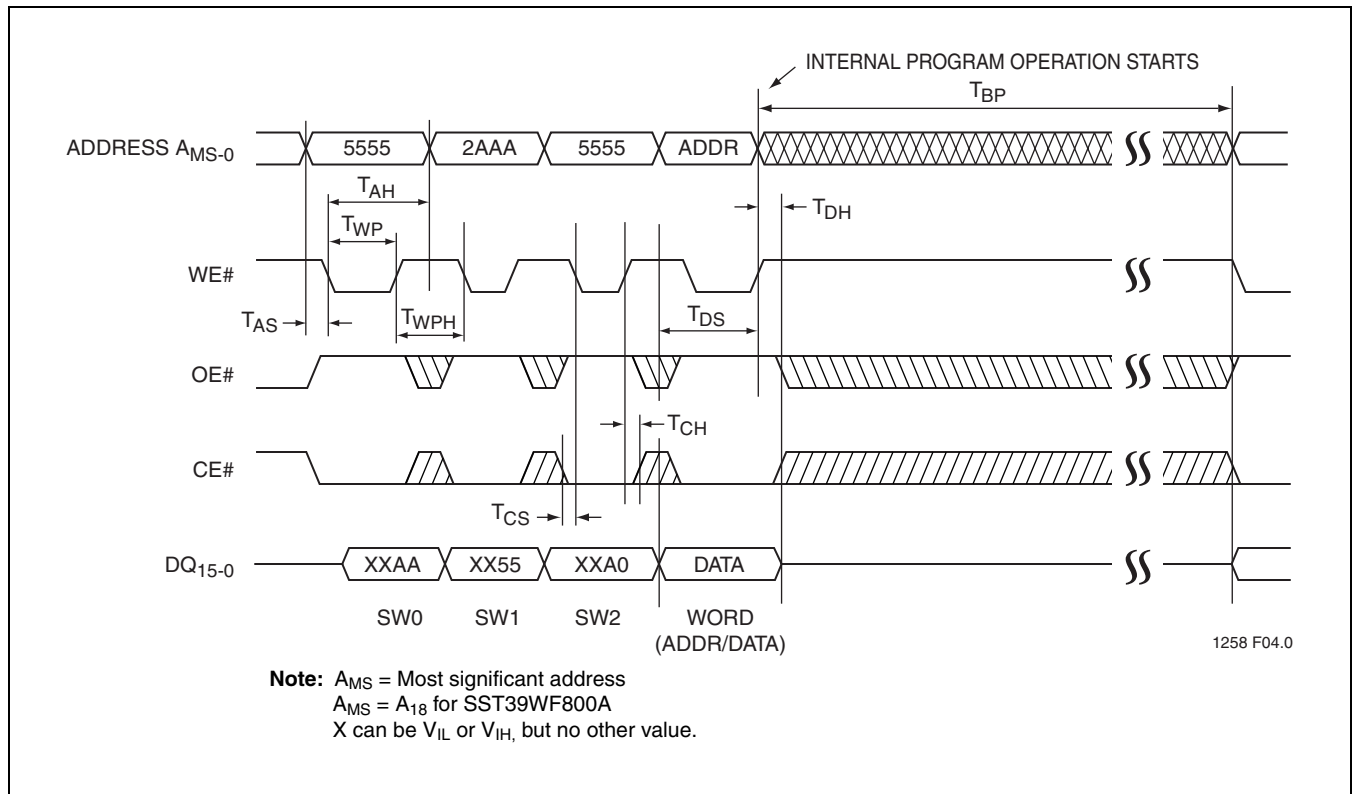 INTERNAL PROGRAM OPERATION STARTS
TBP
ADDRESS AMS-0
5555
2AAA
5555
ADDR
TAH
TDH
TWP
WE#
TAS
TWPH
TDS
OE#
TCH
CE#
TCS
DQ15-0
XXAA
XX55
XXA0
DATA
SW0
SW1
SW2
WORD
(ADDR/DATA)
1258 F04.0
Note: AMS = Most significant address
AMS = A18 for SST39WF800A
X can be VIL or VIH, but no other value.